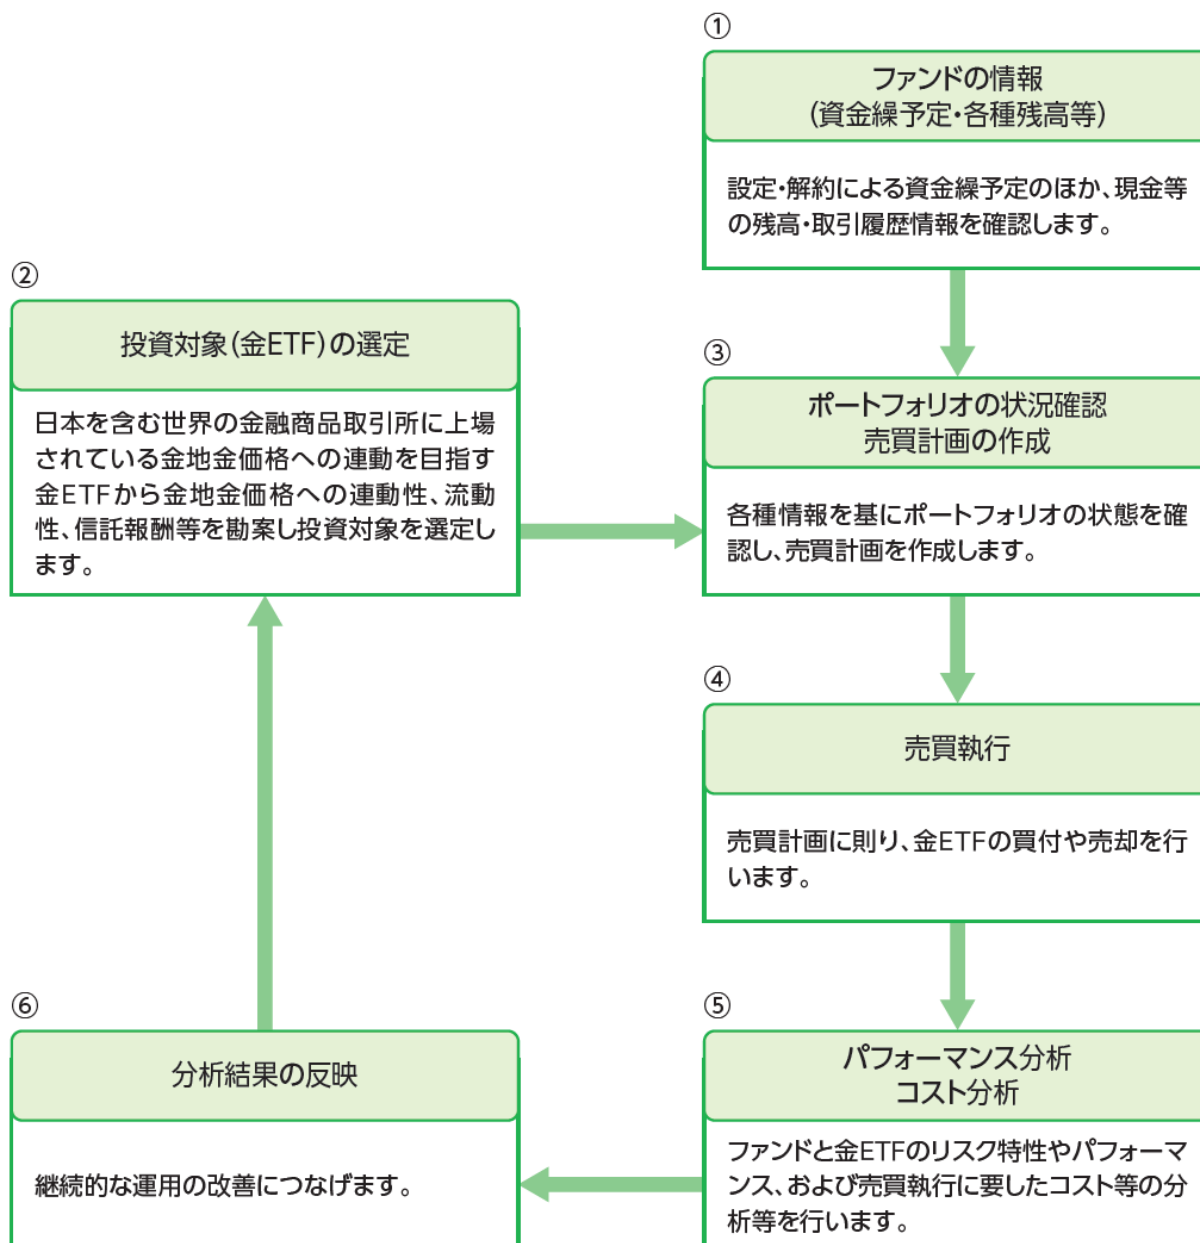 ①
ファンドの情報
(資金繰予定・各種残高等)
設定・解約による資金繰予定のほか、現金等
の残高・取引履歴情報を確認します。
②
投資対象(金ETF)の選定
日本を含む世界の金融商品取引所に上場
されている金地金価格への連動を目指す
金ETFから金地金価格への連動性、流動
性、信託報酬等を勘案し投資対象を選定し
ます。
③
ポートフォリオの状況確認
売買計画の作成
各種情報を基にポートフォリオの状態を確
認し、売買計画を作成します。
④
売買執行
売買計画に則り、金ETFの買付や売却を行
います。
⑤
パフォーマンス分析
コスト分析
ファンドと金ETFのリスク特性やパフォーマ
ンス、および売買執行に要したコスト等の分
析等を行います。
⑥
分析結果の反映
継続的な運用の改善につなげます。